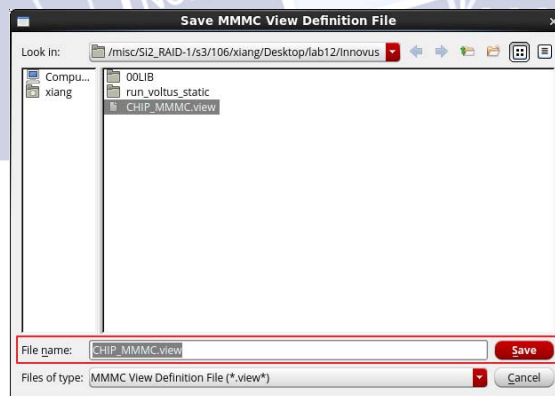 Save MMMC View Definition File
Look in: /misc/Si2_RAID-1/s3/106/xiang/Desktop/lab12/Innovus
Compu...
xiang
00LIB
run_voltus_static
CHIP_MMMC.view
File name: CHIP_MMMC.view Save
Files of type: MMMC View Definition File (*.view*) Cancel